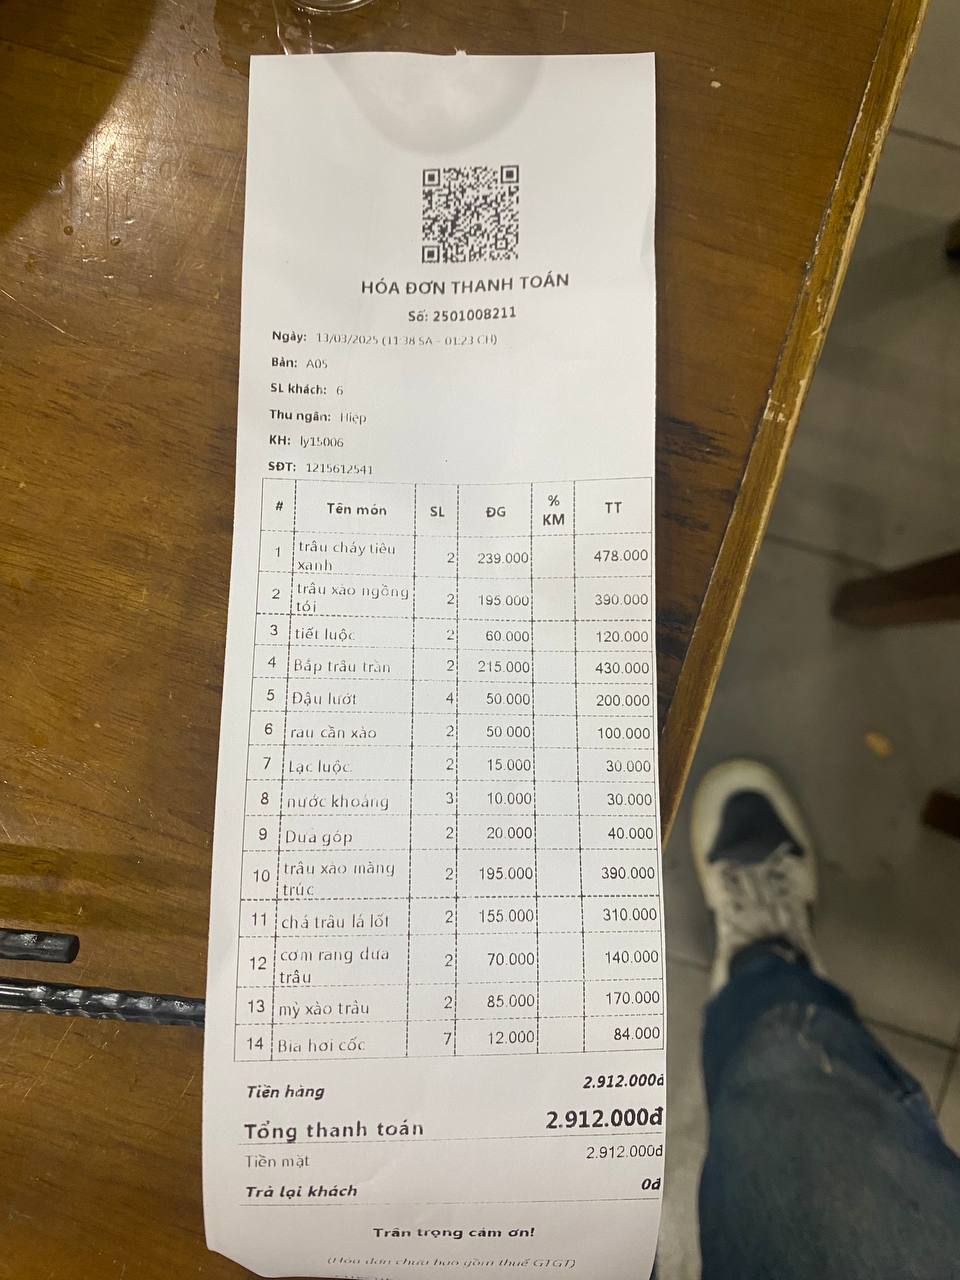 HÓA ĐƠN THANH TOÁN
Số: 2501008211
Ngày: 13/03/2025 (11:38 SA - 01:23 CH)
Bàn: A05
SL khách: 6
Thu ngân: Hiệp
KH: ly15006
SĐT: 1215612541
# Tên món SL ĐG % KM TT
1 trâu cháy tiêu xanh 2 239.000 478.000
2 trâu xào ngồng tỏi 2 195.000 390.000
3 tiết luộc 2 60.000 120.000
4 Bắp trâu trần 2 215.000 430.000
5 Đậu lướt 4 50.000 200.000
6 rau cần xào 2 50.000 100.000
7 Lạc luộc 2 15.000 30.000
8 nước khoáng 3 10.000 30.000
9 Dưa góp 2 20.000 40.000
10 trâu xào măng trúc 2 195.000 390.000
11 chả trâu lá lốt 2 155.000 310.000
12 cơm rang dưa trâu 2 70.000 140.000
13 mỳ xào trâu 2 85.000 170.000
14 Bia hơi cốc 7 12.000 84.000
Tiền hàng 2.912.000đ
Tổng thanh toán 2.912.000đ
Tiền mặt 2.912.000đ
Trả lại khách 0đ
Trân trọng cảm ơn!
(Hóa đơn chưa bao gồm thuế GTGT)